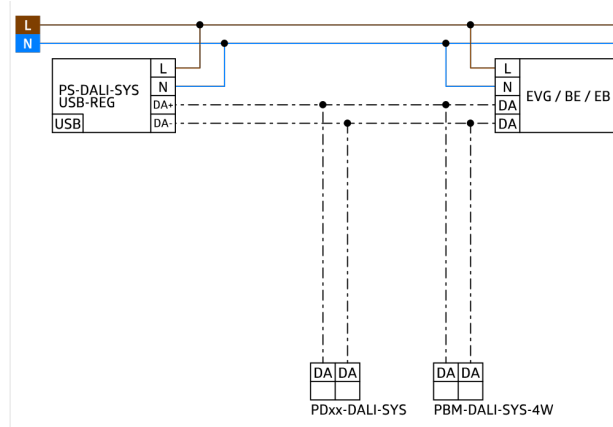 L
N
PS-DALI-SYS
USB-REG
USB
L
N
DA+
DA-
L
N
DA
DA
EVG / BE / EB
DA DA
PDxx-DALI-SYS
DA DA
PBM-DALI-SYS-4W